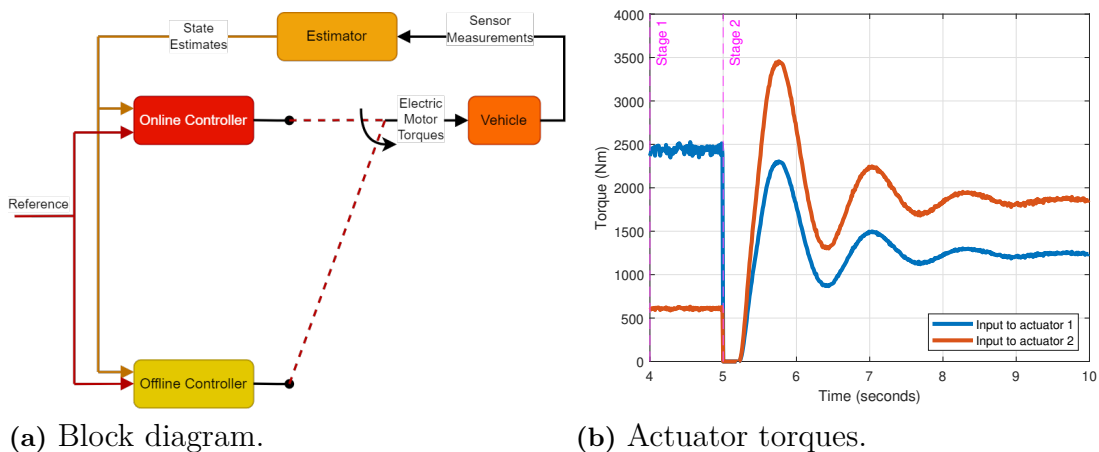 State
Estimates
Estimator
Sensor
Measurements
Online Controller
Electric
Motor
Torques
Vehicle
Reference
Offline Controller
(a) Block diagram.
4000
3500
3000
2500
2000
1500
1000
500
0
Torque (Nm)
Stage 1
Stage 2
Input to actuator 1
Input to actuator 2
4 5 6 7 8 9 10
Time (seconds)
(b) Actuator torques.